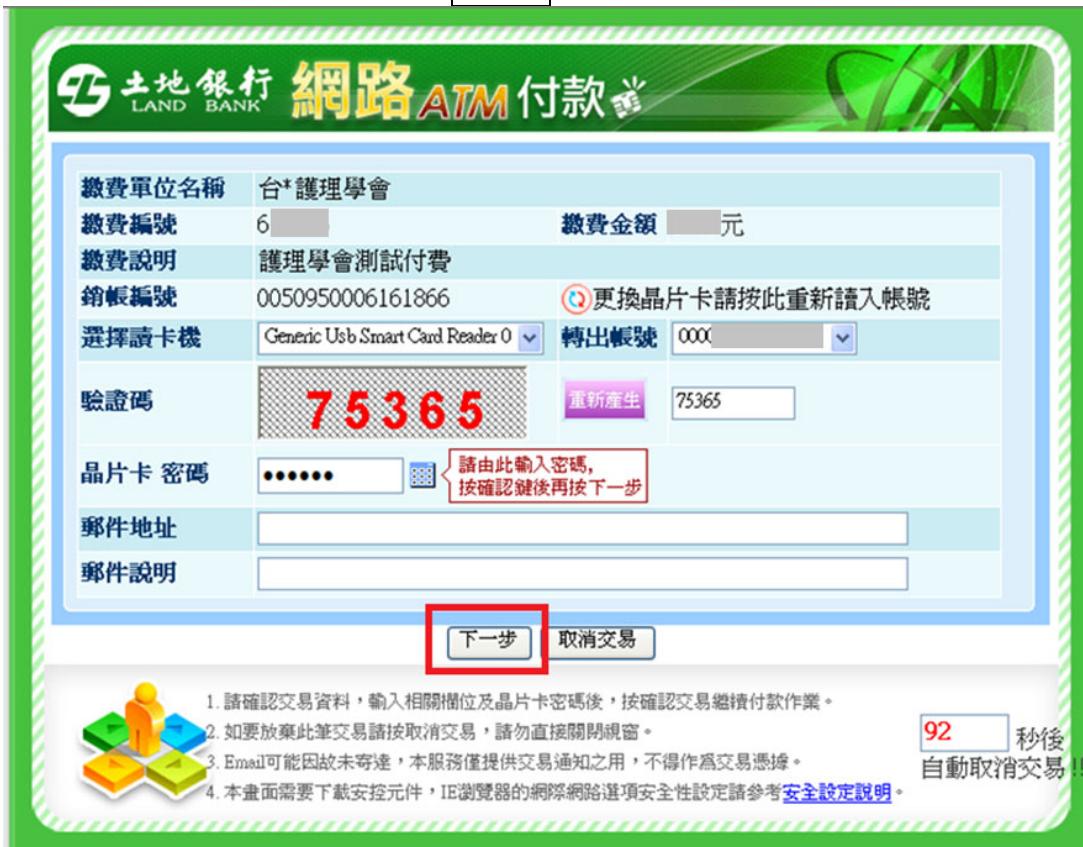 土地銀行 網路ATM付款
LAND BANK
繳費單位名稱 台*護理學會
繳費編號 6 繳費金額 元
繳費說明 護理學會測試付費
銷帳編號 0050950006161866 更換晶片卡請按此重新讀入帳號
選擇讀卡機 Generic Usb Smart Card Reader 0 轉出帳號 0000
驗證碼 75365 重新產生 75365
晶片卡 密碼 ●●●●●● 請由此輸入密碼,
按確認鍵後再按下一步
郵件地址
郵件說明
下一步 取消交易
1. 請確認交易資料，輸入相關欄位及晶片卡密碼後，按確認交易繼續付款作業。
2. 如要放棄此筆交易請按取消交易，請勿直接關閉視窗。
3. Email可能因故未寄達，本服務僅提供交易通知之用，不得作爲交易憑據。
4. 本畫面需要下載安控元件，IE瀏覽器的網際網路選項安全性設定請參考安全設定說明。
92 秒後
自動取消交易!!